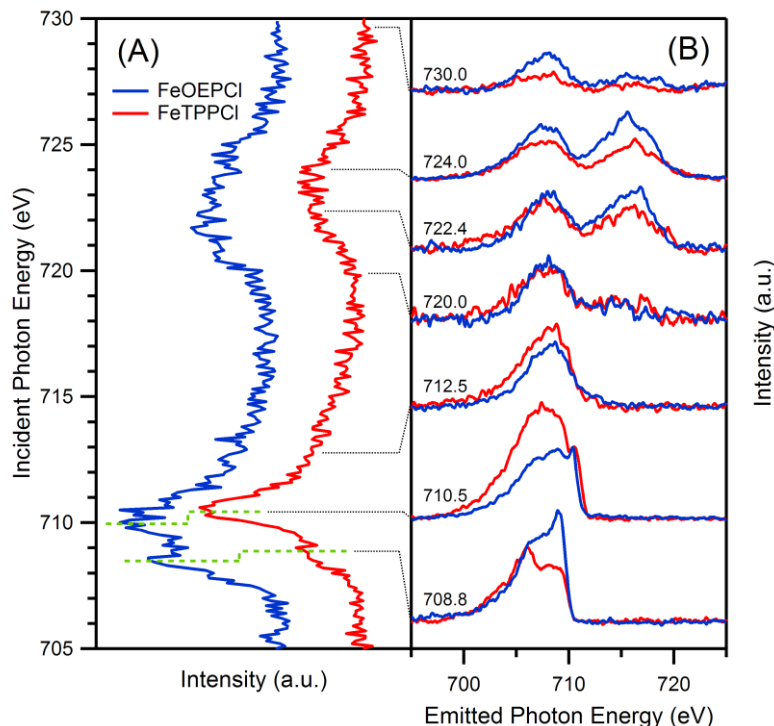 (A)
(B)
FeOEPCl
FeTPPCl
730
725
720
715
710
705
Incident Photon Energy (eV)
Intensity (a.u.)
730.0
724.0
722.4
720.0
712.5
710.5
708.8
700
710
720
Emitted Photon Energy (eV)
Intensity (a.u.)